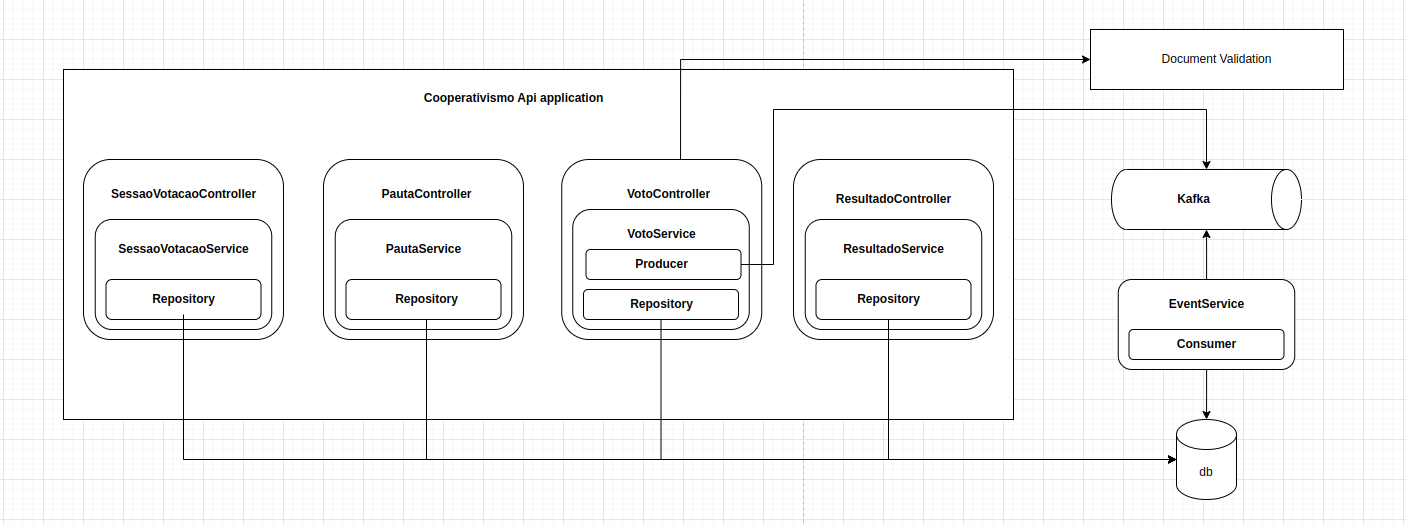 Document Validation
Cooperativismo Api application
SessaoVotacaoController
SessaoVotacaoService
Repository
PautaController
PautaService
Repository
VotoController
VotoService
Producer
Repository
ResultadoController
ResultadoService
Repository
Kafka
EventService
Consumer
db